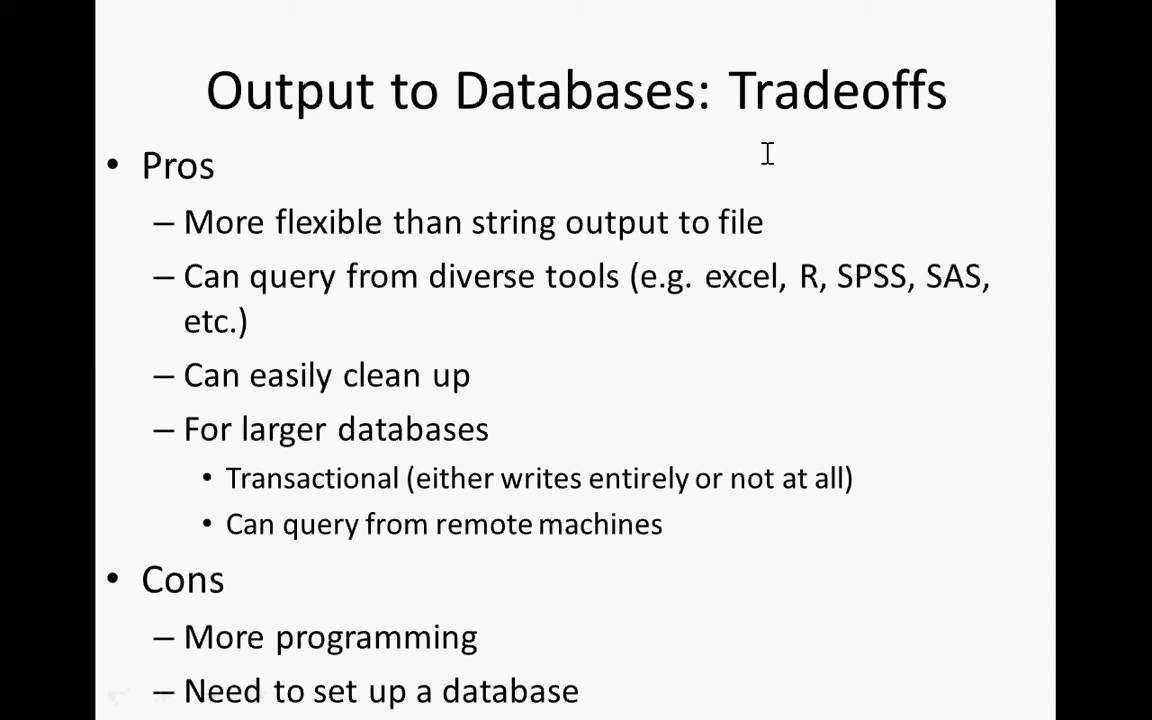 Output to Databases: Tradeoffs
• Pros
– More flexible than string output to file
– Can query from diverse tools (e.g. excel, R, SPSS, SAS,
etc.)
– Can easily clean up
– For larger databases
• Transactional (either writes entirely or not at all)
• Can query from remote machines
• Cons
– More programming
– Need to set up a database